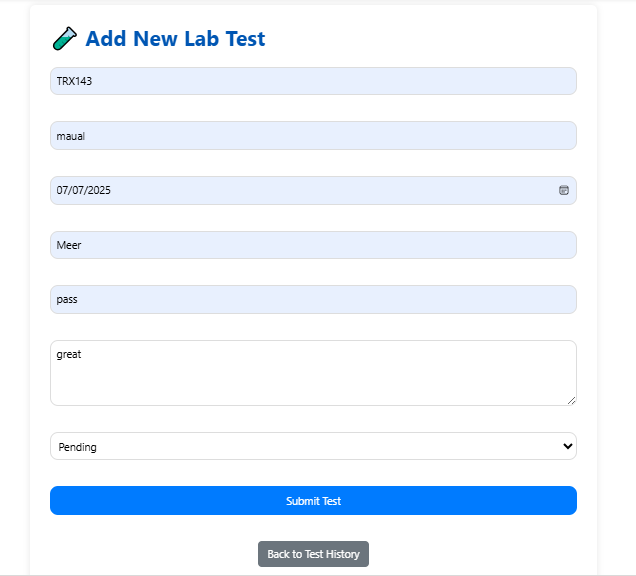 Add New Lab Test
TRX143
maual
07/07/2025
Meer
pass
great
Pending
Submit Test
Back to Test History